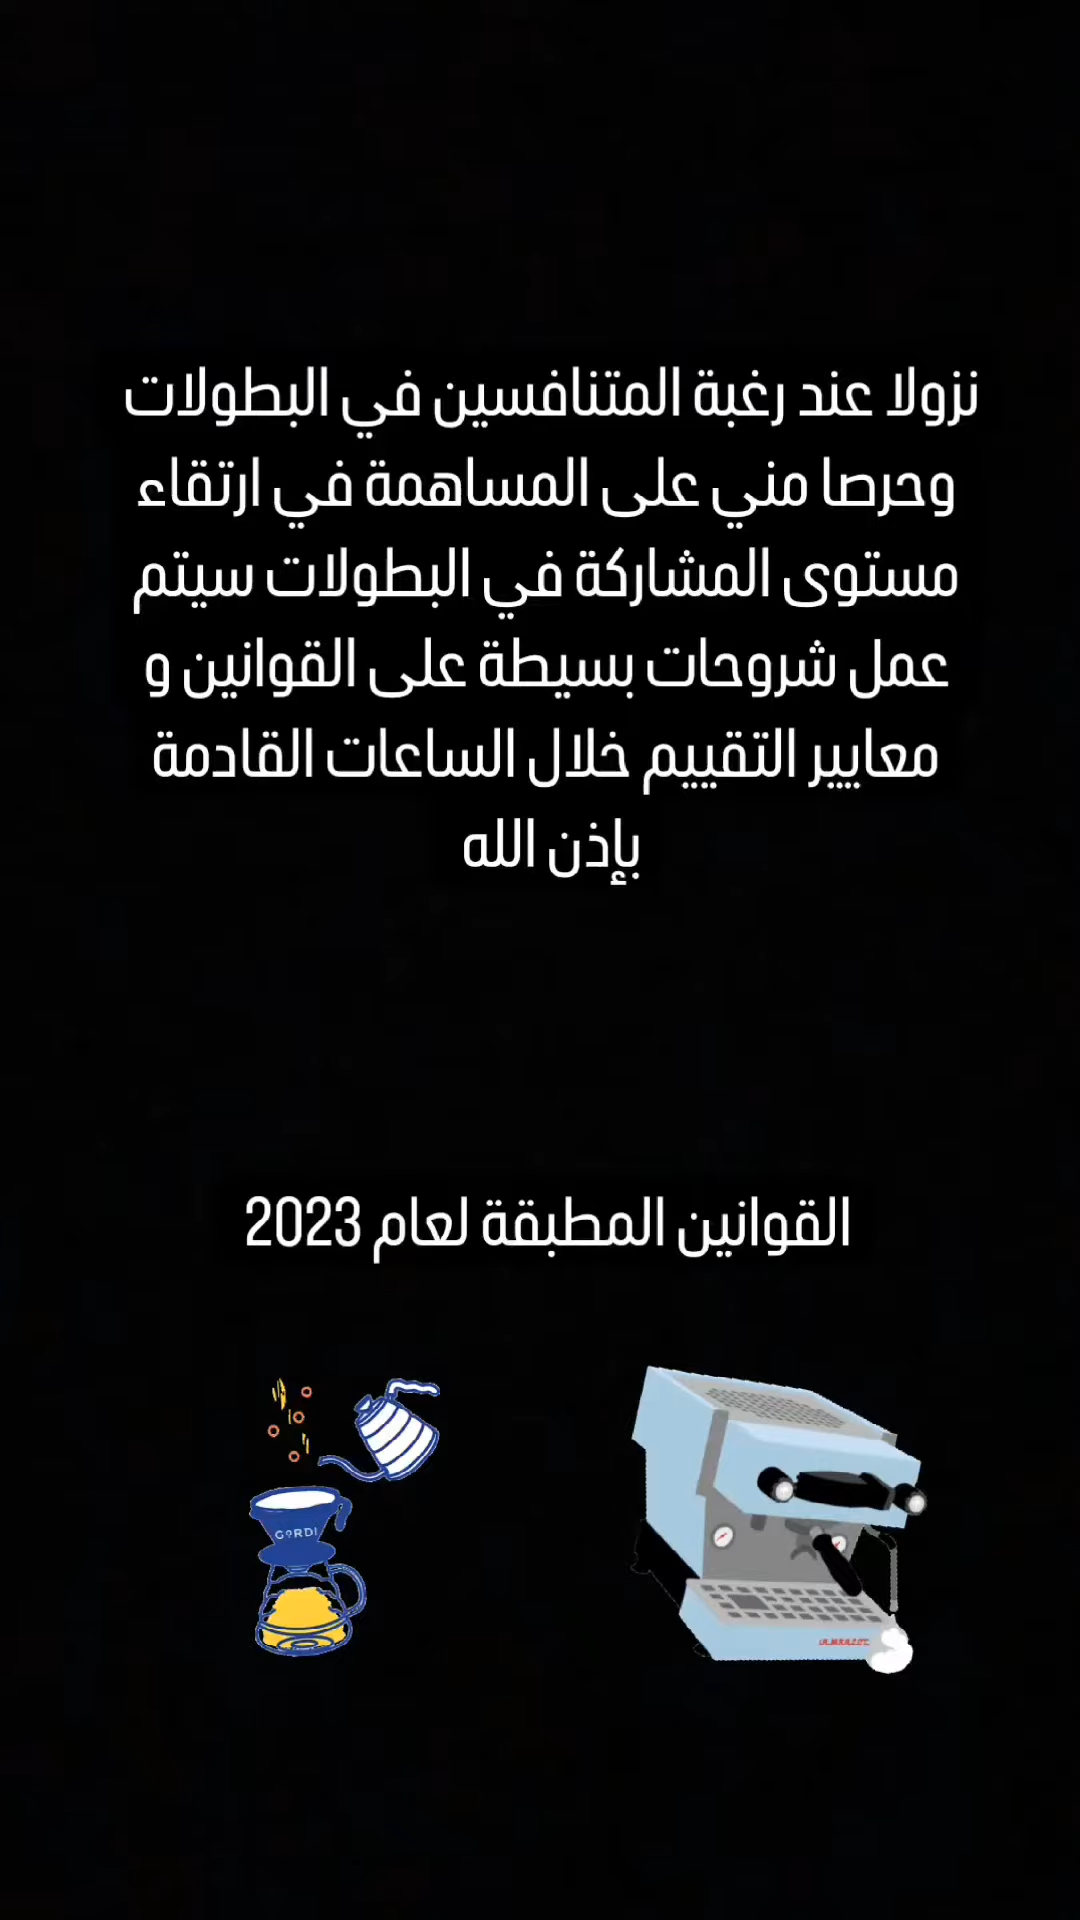 نزولا عند رغبة المتنافسين في البطولات
وحرصا مني على المساهمة في ارتقاء
مستوى المشاركة في البطولات سيتم
عمل شروحات بسيطة على القوانين و
معايير التقييم خلال الساعات القادمة
بإذن الله
القوانين المطبقة لعام 2023
GORDI